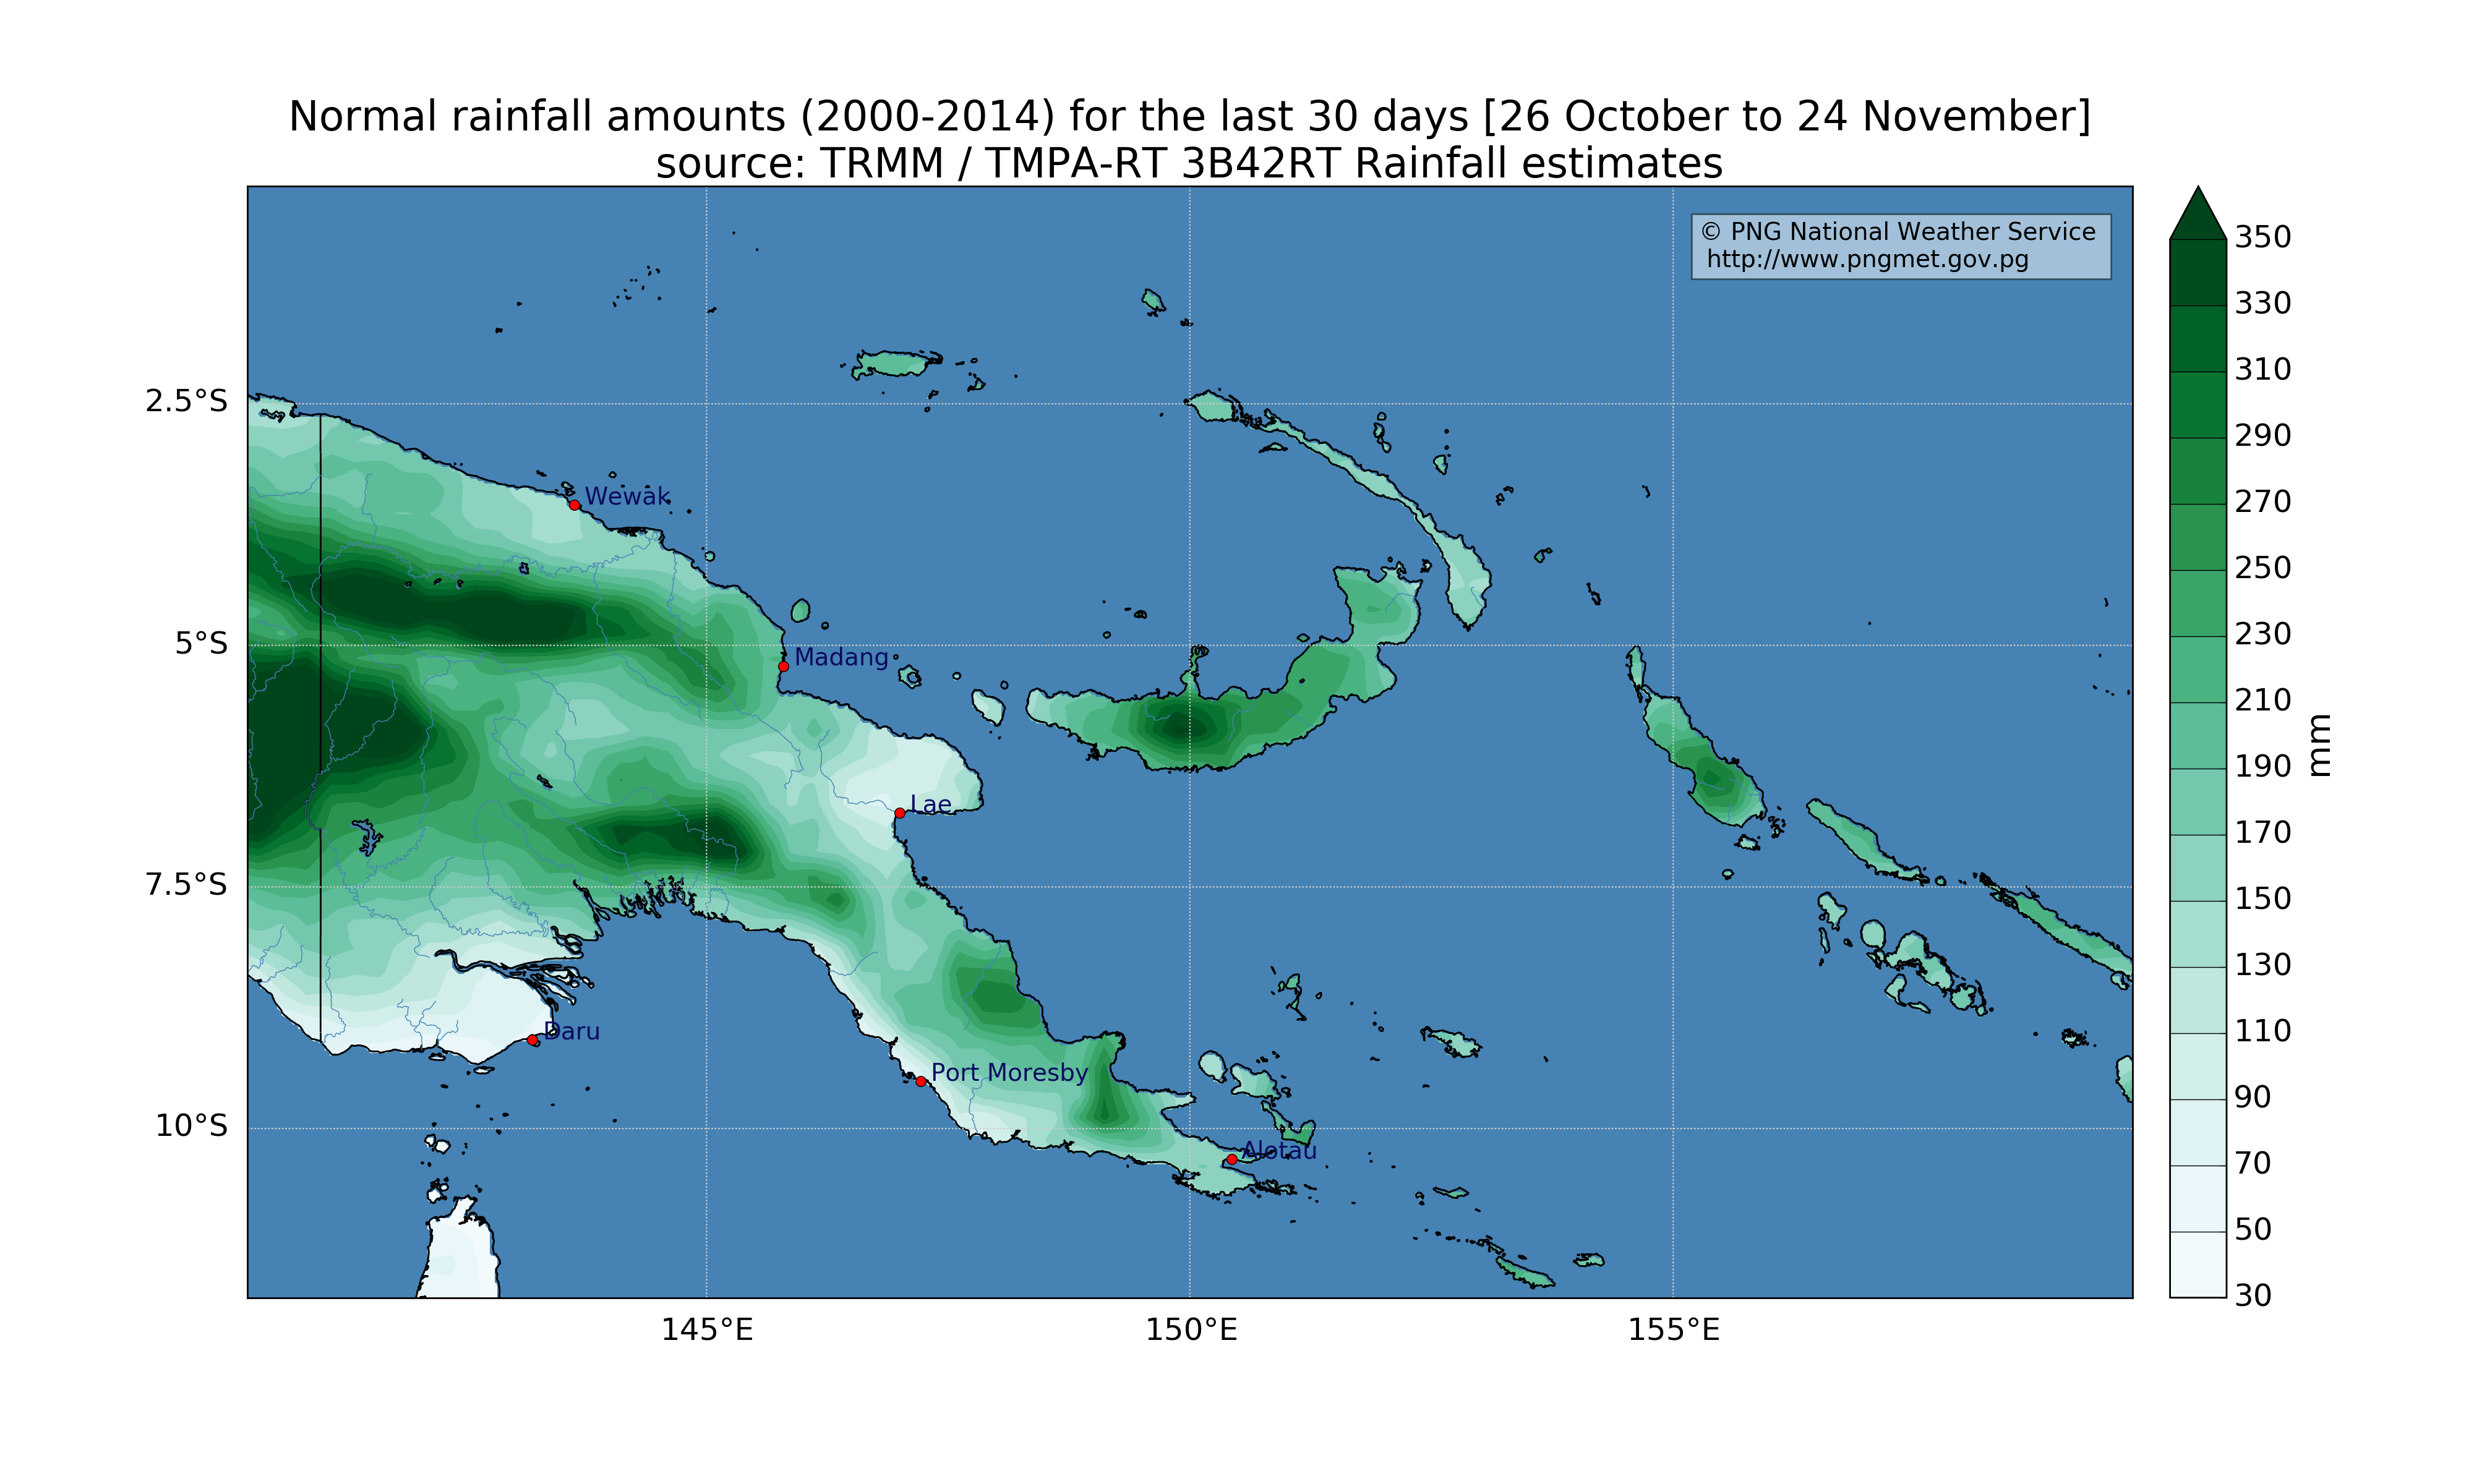 Normal rainfall amounts (2000-2014) for the last 30 days [26 October to 24 November]
source: TRMM / TMPA-RT 3B42RT Rainfall estimates
© PNG National Weather Service
http://www.pngmet.gov.pg
2.5°S
5°S
7.5°S
10°S
Wewak
Madang
Lae
Daru
Port Moresby
Alotau
145°E
150°E
155°E
350
330
310
290
270
250
230
210
190
170
150
130
110
90
70
50
30
mm